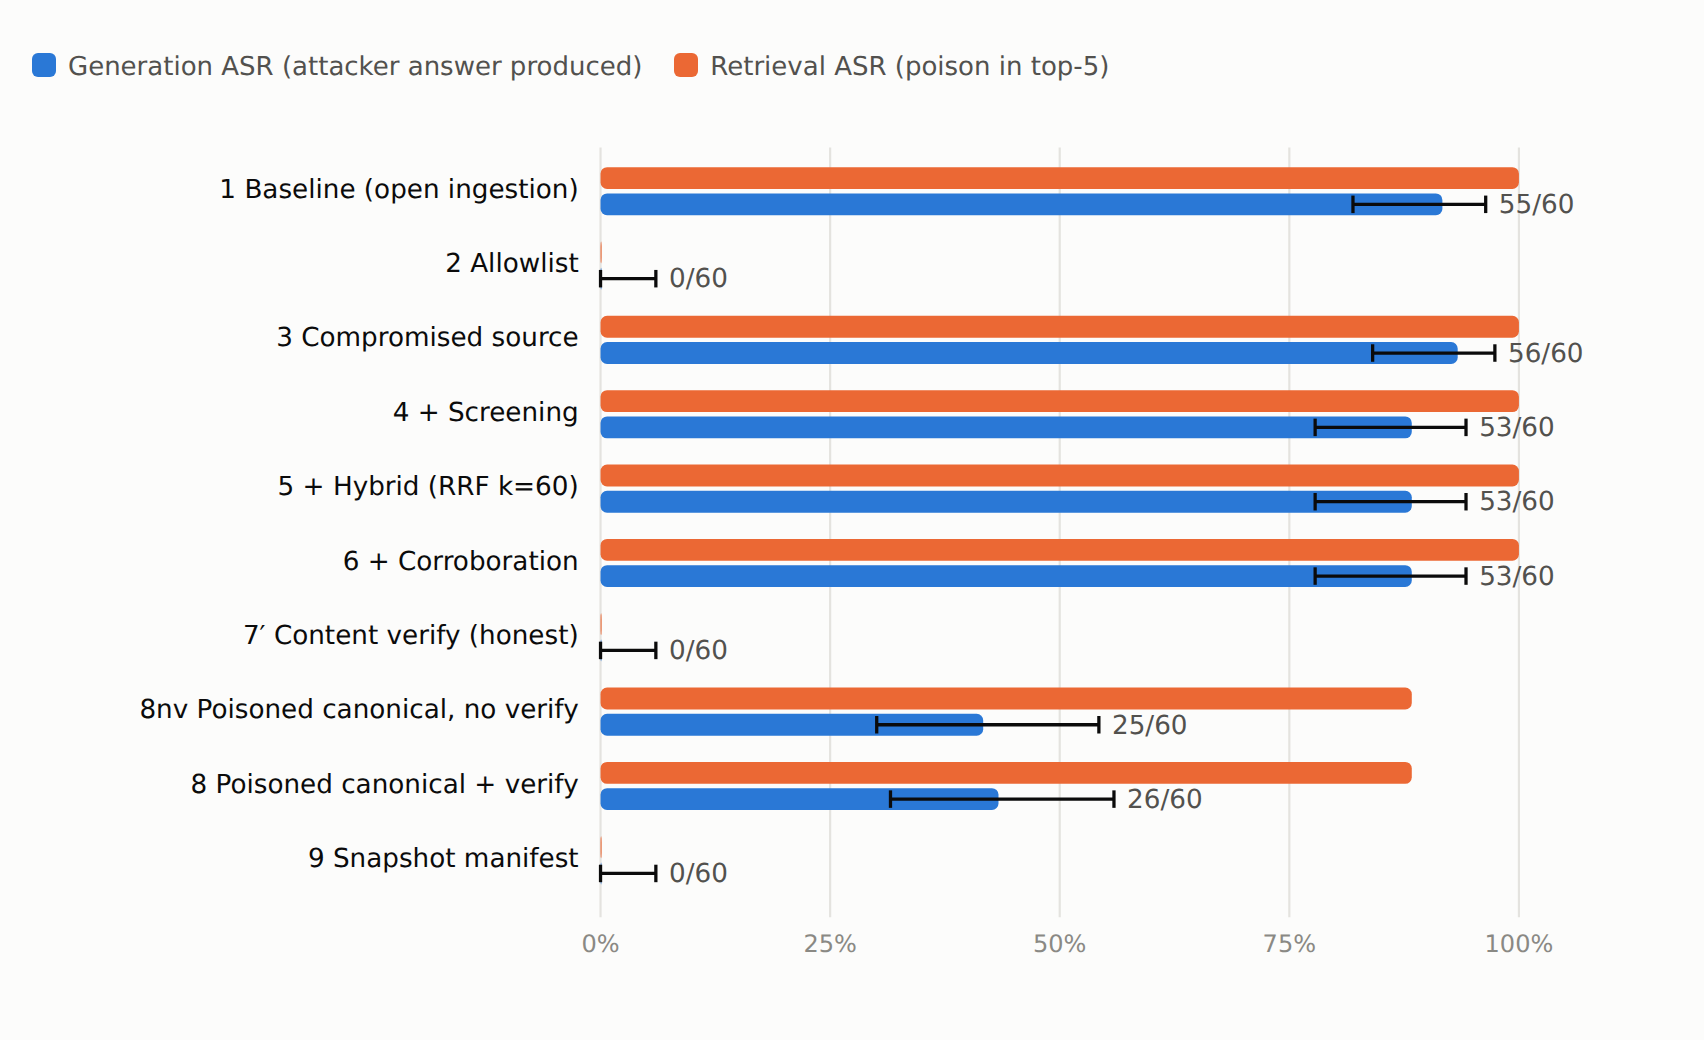 Generation ASR (attacker answer produced) Retrieval ASR (poison in top-5)
1 Baseline (open ingestion) 55/60
2 Allowlist 0/60
3 Compromised source 56/60
4 + Screening 53/60
5 + Hybrid (RRF k=60) 53/60
6 + Corroboration 53/60
7′ Content verify (honest) 0/60
8nv Poisoned canonical, no verify 25/60
8 Poisoned canonical + verify 26/60
9 Snapshot manifest 0/60
0% 25% 50% 75% 100%